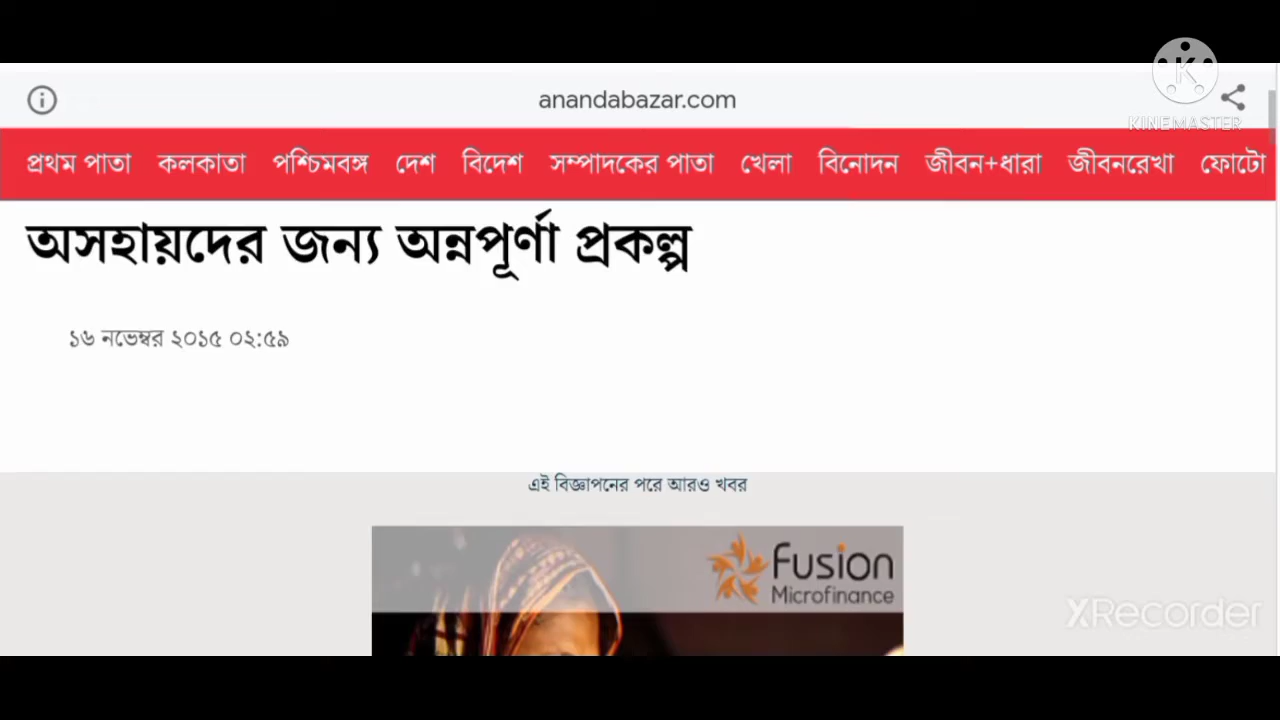 anandabazar.com
KINEMASTER
প্রথম পাতা কলকাতা পশ্চিমবঙ্গ দেশ বিদেশ সম্পাদকের পাতা খেলা বিনোদন জীবন+ধারা জীবনরেখা ফোটো
অসহায়দের জন্য অন্নপূর্ণা প্রকল্প
১৬ নভেম্বর ২০১৫ ০২:৫৯
এই বিজ্ঞাপনের পরে আরও খবর
Fusion
Microfinance
XRecorder